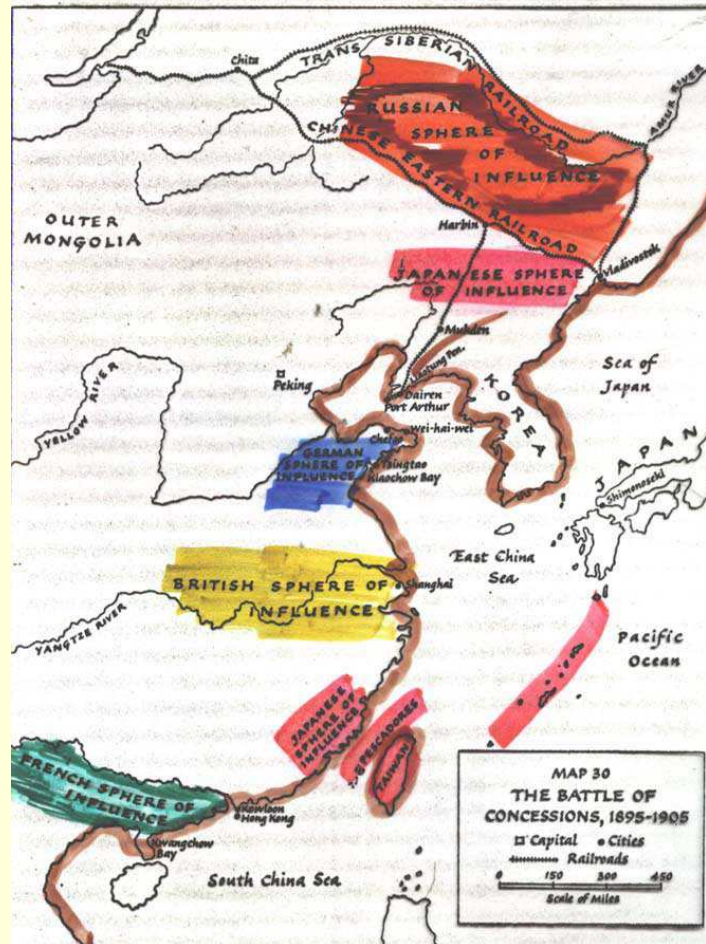 Chita
TRANS SIBERIAN RAILROAD
AMUR RIVER
RUSSIAN
SPHERE
OF
INFLUENCE
CHINESE EASTERN RAILROAD
OUTER
MONGOLIA
Harbin
Vladivostok
JAPANESE SPHERE
OF INFLUENCE
Mukden
Liaotung Pen.
Peking
Dairen
Port Arthur
KOREA
Sea of
Japan
YELLOW RIVER
Chefoo
Wei-hai-wei
GERMAN
SPHERE OF
INFLUENCE
Tsingtao
Kiaochow Bay
JAPAN
Shimonoseki
East China
Sea
BRITISH SPHERE OF
INFLUENCE
Shanghai
YANGTZE RIVER
Pacific
Ocean
JAPANESE
SPHERE OF
INFLUENCE
PESCADORES
TAIWAN
FRENCH SPHERE OF
INFLUENCE
Kowloon
Hong Kong
Kwangchow
Bay
South China Sea
MAP 30
THE BATTLE OF
CONCESSIONS, 1895-1905
Capital • Cities
Railroads
0 150 300 450
Scale of Miles